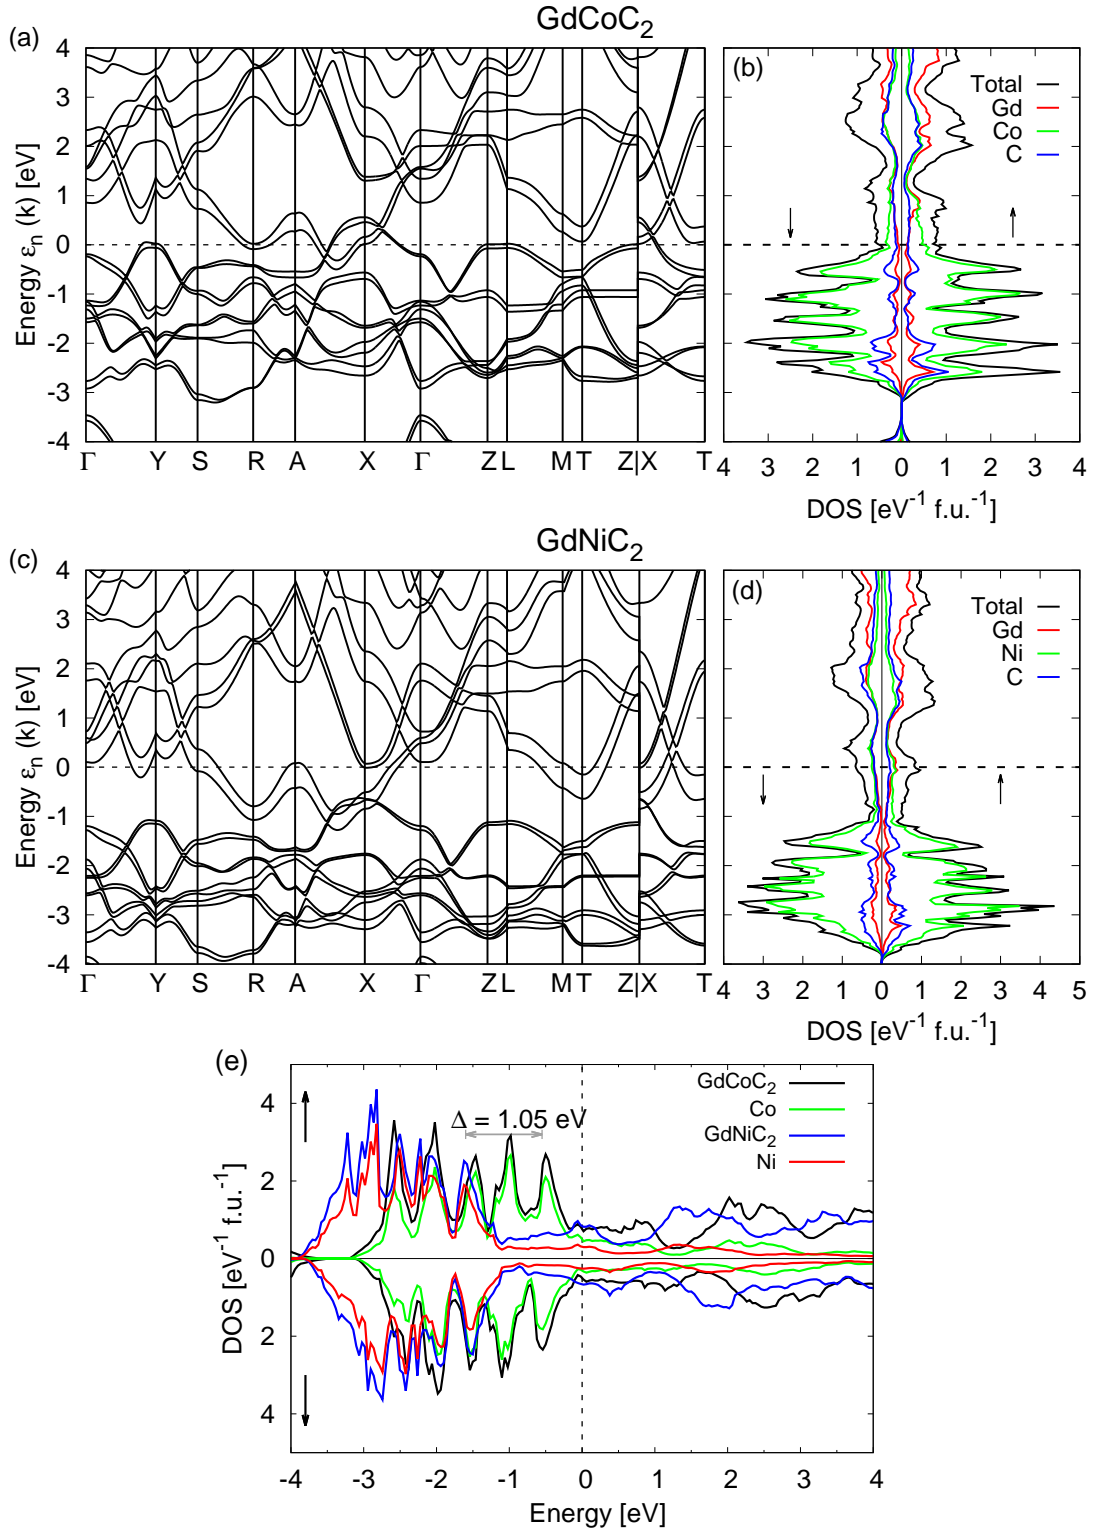 GdCoC2
(a)
4
3
2
1
0
-1
-2
-3
-4
Energy εn (k) [eV]
Γ Y S R A X Γ Z L M T Z|X T
(b)
Total
Gd
Co
C
4 3 2 1 0 1 2 3 4
DOS [eV-1 f.u.-1]
GdNiC2
(c)
4
3
2
1
0
-1
-2
-3
-4
Energy εn (k) [eV]
Γ Y S R A X Γ Z L M T Z|X T
(d)
Total
Gd
Ni
C
4 3 2 1 0 1 2 3 4 5
DOS [eV-1 f.u.-1]
(e)
GdCoC2
Co
GdNiC2
Ni
Δ = 1.05 eV
4
2
0
2
4
DOS [eV-1 f.u.-1]
-4 -3 -2 -1 0 1 2 3 4
Energy [eV]